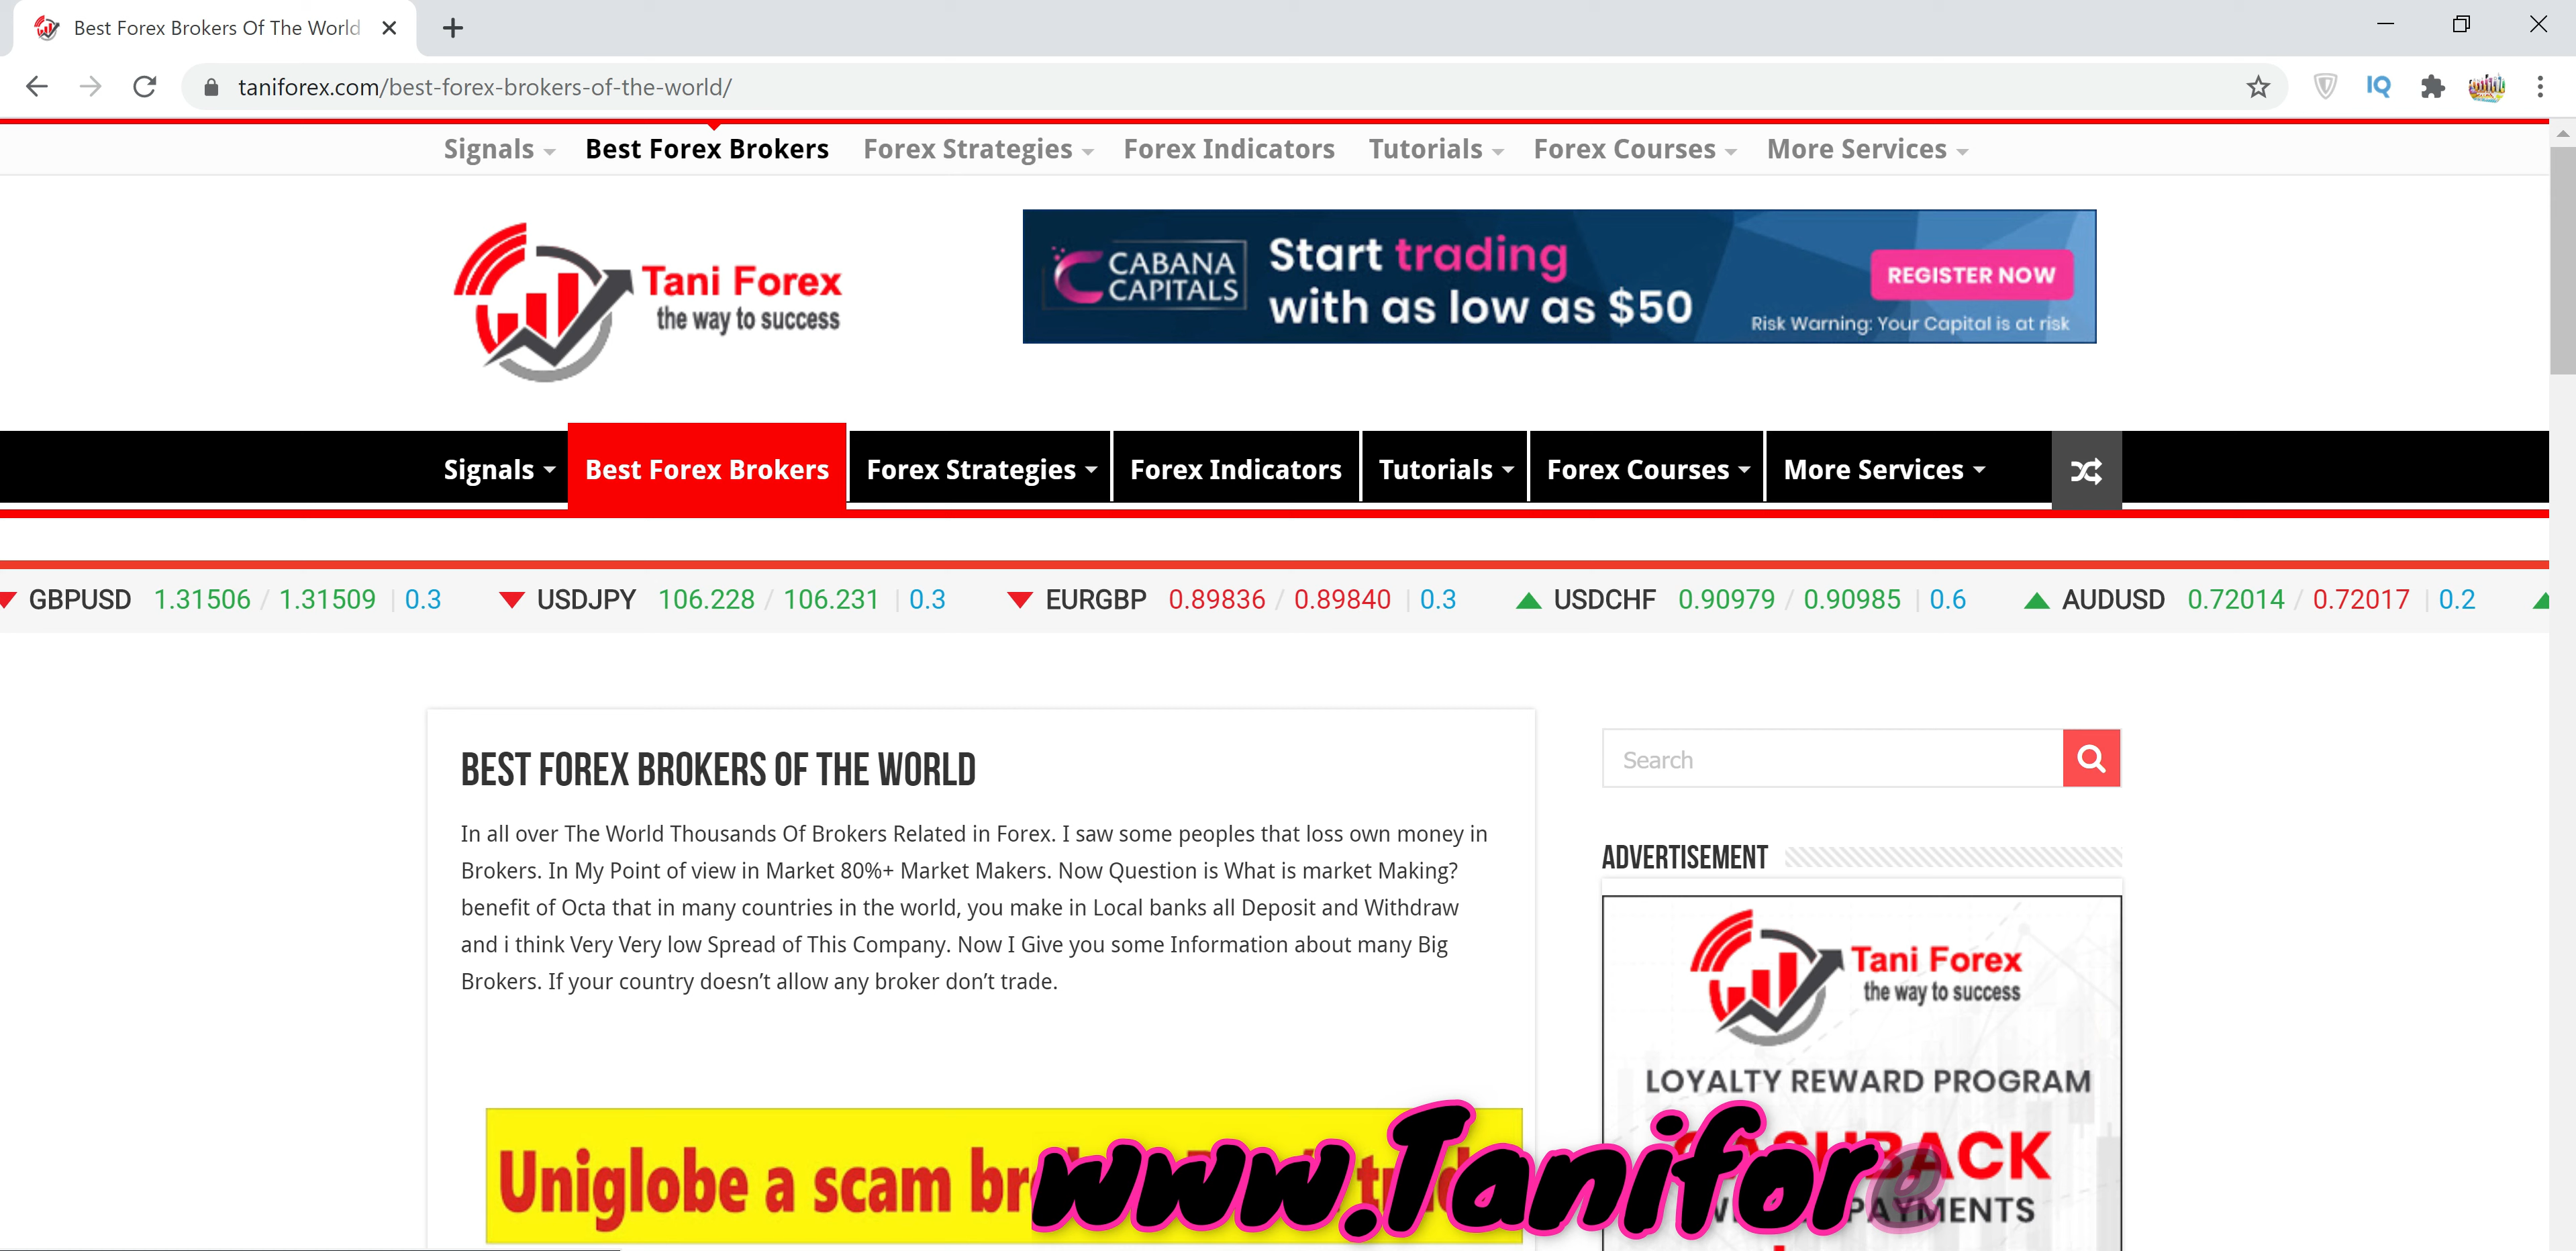 Best Forex Brokers Of The World
taniforex.com/best-forex-brokers-of-the-world/
IQ
Signals Best Forex Brokers Forex Strategies Forex Indicators Tutorials Forex Courses More Services
Tani Forex
the way to success
CABANA
CAPITALS
Start trading
with as low as $50
REGISTER NOW
Risk Warning: Your Capital is at risk
Signals Best Forex Brokers Forex Strategies Forex Indicators Tutorials Forex Courses More Services
GBPUSD 1.31506 / 1.31509 | 0.3 USDJPY 106.228 / 106.231 | 0.3 EURGBP 0.89836 / 0.89840 | 0.3 USDCHF 0.90979 / 0.90985 | 0.6 AUDUSD 0.72014 / 0.72017 | 0.2
BEST FOREX BROKERS OF THE WORLD
In all over The World Thousands Of Brokers Related in Forex. I saw some peoples that loss own money in
Brokers. In My Point of view in Market 80%+ Market Makers. Now Question is What is market Making?
benefit of Octa that in many countries in the world, you make in Local banks all Deposit and Withdraw
and i think Very Very low Spread of This Company. Now I Give you some Information about many Big
Brokers. If your country doesn’t allow any broker don’t trade.
Uniglobe a scam
Search
ADVERTISEMENT
Tani Forex
the way to success
LOYALTY REWARD PROGRAM
CASHBACK
PAYMENTS
www.Tanifore